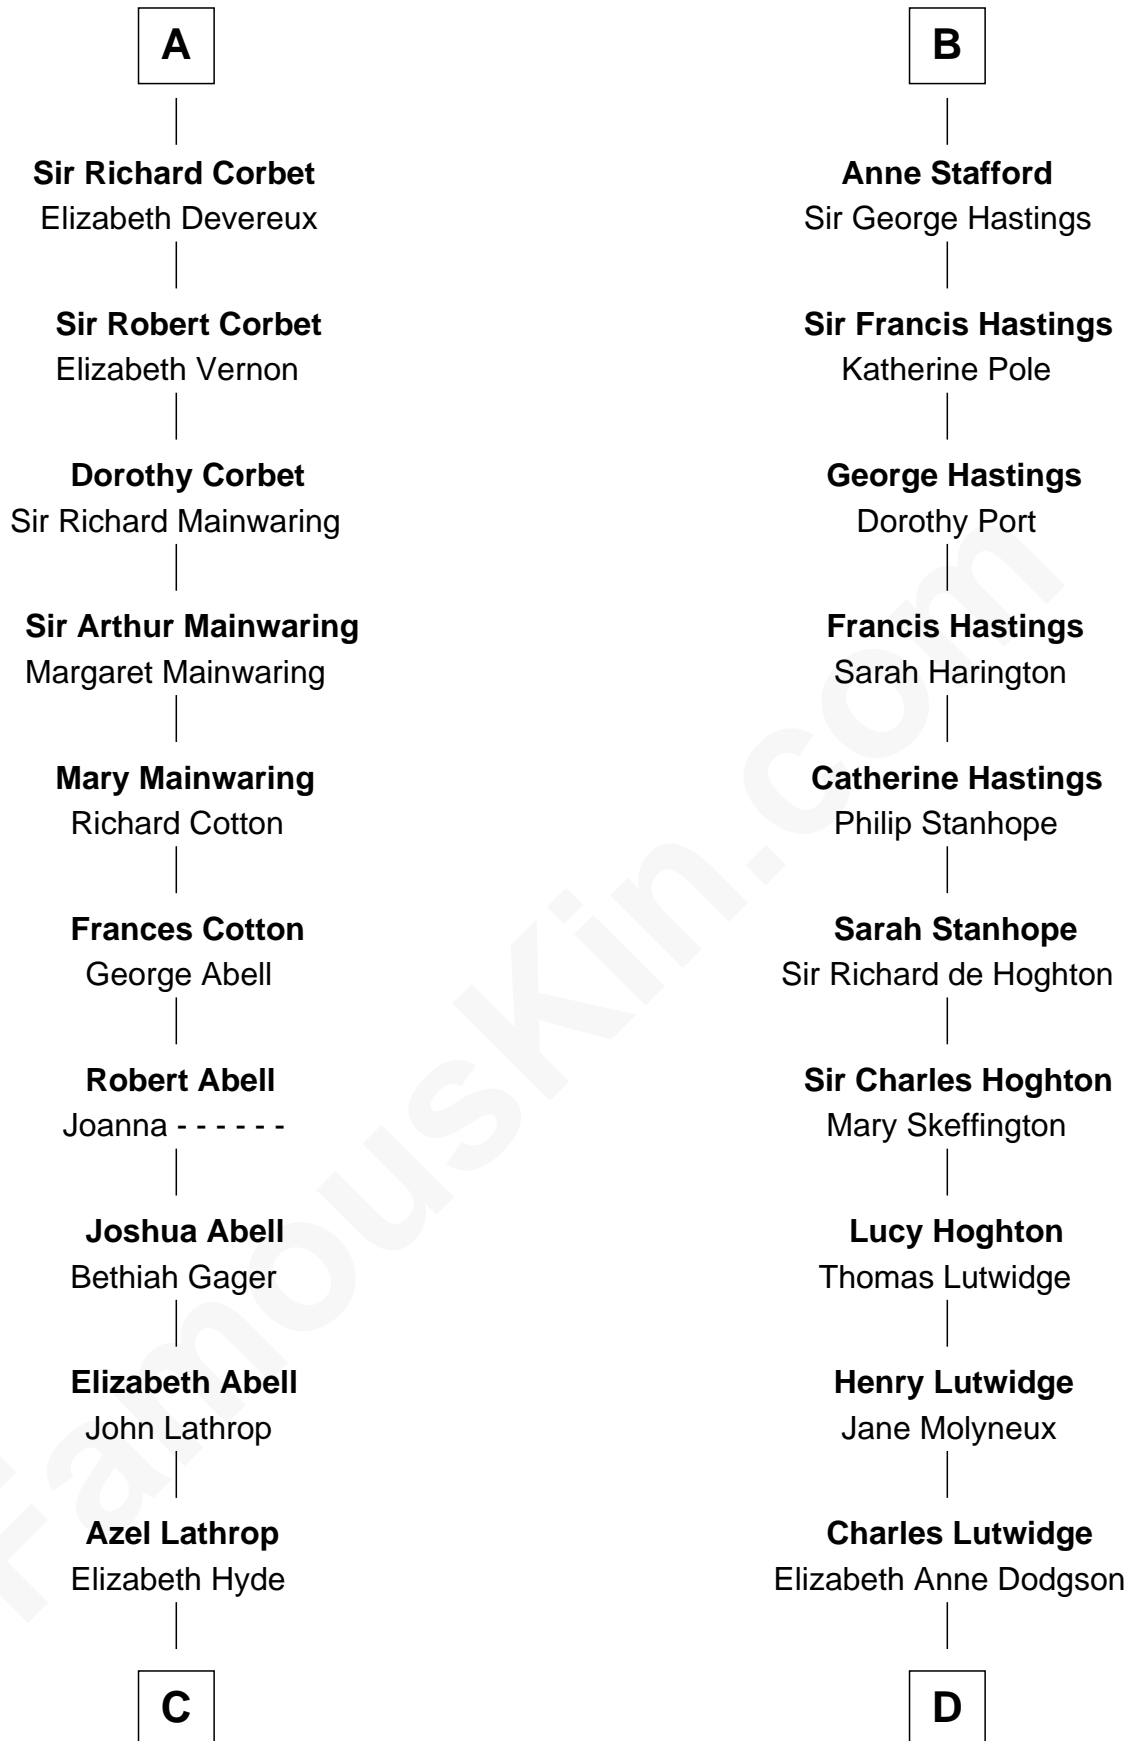 A
Sir Richard Corbet
Elizabeth Devereux
Sir Robert Corbet
Elizabeth Vernon
Dorothy Corbet
Sir Richard Mainwaring
Sir Arthur Mainwaring
Margaret Mainwaring
Mary Mainwaring
Richard Cotton
Frances Cotton
George Abell
Robert Abell
Joanna - - - - - -
Joshua Abell
Bethiah Gager
Elizabeth Abell
John Lathrop
Azel Lathrop
Elizabeth Hyde
C
B
Anne Stafford
Sir George Hastings
Sir Francis Hastings
Katherine Pole
George Hastings
Dorothy Port
Francis Hastings
Sarah Harington
Catherine Hastings
Philip Stanhope
Sarah Stanhope
Sir Richard de Hoghton
Sir Charles Hoghton
Mary Skeffington
Lucy Hoghton
Thomas Lutwidge
Henry Lutwidge
Jane Molyneux
Charles Lutwidge
Elizabeth Anne Dodgson
D
FamousKin.com